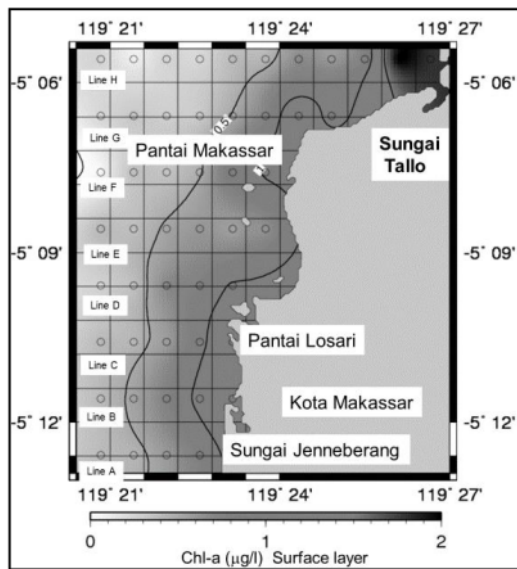 119° 21' 119° 24' 119° 27'
-5° 06' -5° 06'
Line H
Line G
Pantai Makassar
0.5
Sungai
Tallo
Line F
-5° 09' -5° 09'
Line E
Line D
Pantai Losari
Line C
Kota Makassar
-5° 12' -5° 12'
Line B
Sungai Jenneberang
Line A
119° 21' 119° 24' 119° 27'
0 1 2
Chl-a (µg/l) Surface layer